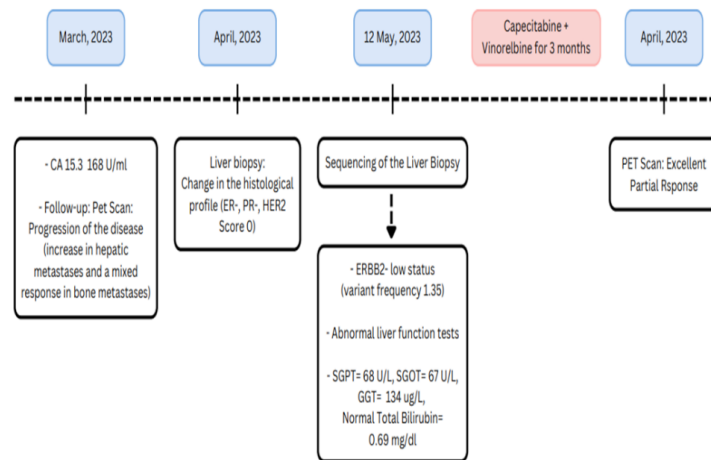 March, 2023
April, 2023
12 May, 2023
Capecitabine +
Vinorelbine for 3 months
April, 2023
- CA 15.3 168 U/ml
- Follow-up: Pet Scan:
Progression of the disease
(increase in hepatic
metastases and a mixed
response in bone metastases)
Liver biopsy:
Change in the histological
profile (ER-, PR-, HER2
Score 0)
Sequencing of the Liver Biopsy
- ERBB2- low status
(variant frequency 1.35)
- Abnormal liver function tests
- SGPT= 68 U/L, SGOT= 67 U/L,
GGT= 134 ug/L,
Normal Total Bilirubin=
0.69 mg/dl
PET Scan: Excellent
Partial Rsponse